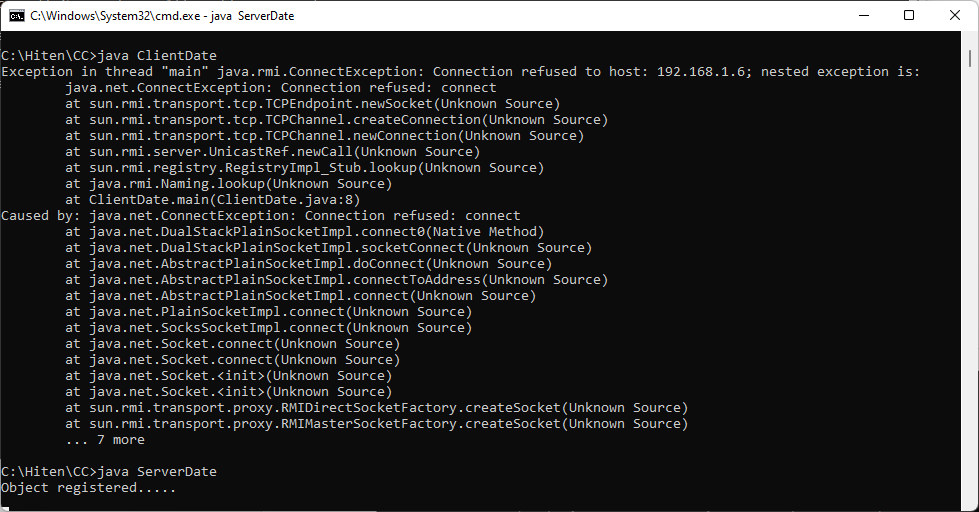 C:\Windows\System32\cmd.exe - java  ServerDate
C:\Hiten\CC>java ClientDate
Exception in thread "main" java.rmi.ConnectException: Connection refused to host: 192.168.1.6; nested exception is:
        java.net.ConnectException: Connection refused: connect
        at sun.rmi.transport.tcp.TCPEndpoint.newSocket(Unknown Source)
        at sun.rmi.transport.tcp.TCPChannel.createConnection(Unknown Source)
        at sun.rmi.transport.tcp.TCPChannel.newConnection(Unknown Source)
        at sun.rmi.server.UnicastRef.newCall(Unknown Source)
        at sun.rmi.registry.RegistryImpl_Stub.lookup(Unknown Source)
        at java.rmi.Naming.lookup(Unknown Source)
        at ClientDate.main(ClientDate.java:8)
Caused by: java.net.ConnectException: Connection refused: connect
        at java.net.DualStackPlainSocketImpl.connect0(Native Method)
        at java.net.DualStackPlainSocketImpl.socketConnect(Unknown Source)
        at java.net.AbstractPlainSocketImpl.doConnect(Unknown Source)
        at java.net.AbstractPlainSocketImpl.connectToAddress(Unknown Source)
        at java.net.AbstractPlainSocketImpl.connect(Unknown Source)
        at java.net.PlainSocketImpl.connect(Unknown Source)
        at java.net.SocksSocketImpl.connect(Unknown Source)
        at java.net.Socket.connect(Unknown Source)
        at java.net.Socket.connect(Unknown Source)
        at java.net.Socket.<init>(Unknown Source)
        at java.net.Socket.<init>(Unknown Source)
        at sun.rmi.transport.proxy.RMIDirectSocketFactory.createSocket(Unknown Source)
        at sun.rmi.transport.proxy.RMIMasterSocketFactory.createSocket(Unknown Source)
        ... 7 more
C:\Hiten\CC>java ServerDate
Object registered.....